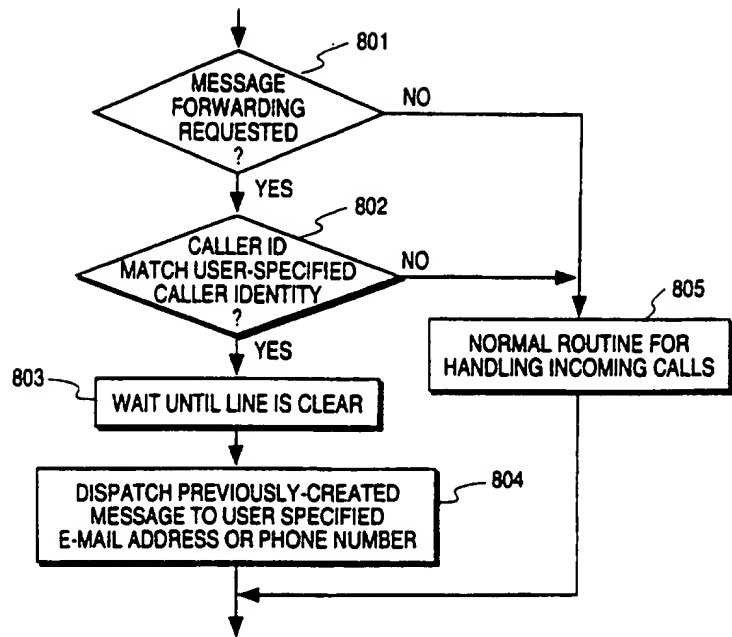 801
MESSAGE
FORWARDING
REQUESTED
?
NO
YES
802
CALLER ID
MATCH USER-SPECIFIED
CALLER IDENTITY
?
NO
YES
805
NORMAL ROUTINE FOR
HANDLING INCOMING CALLS
803
WAIT UNTIL LINE IS CLEAR
804
DISPATCH PREVIOUSLY-CREATED
MESSAGE TO USER SPECIFIED
E-MAIL ADDRESS OR PHONE NUMBER